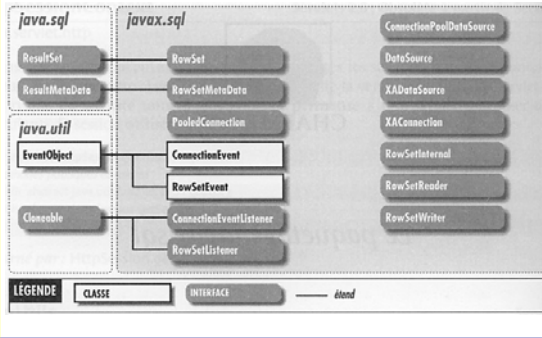 java.sql
javax.sql
ConnectionPoolDataSource
ResultSet
RowSet
DataSource
ResultMetaData
RowSetMetaData
XADataSource
PooledConnection
XAConnection
java.util
EventObject
ConnectionEvent
RowSetInternal
RowSetEvent
RowSetReader
Cloneable
ConnectionEventListener
RowSetWriter
RowSetListener
LÉGENDE
CLASSE
INTERFACE
étend